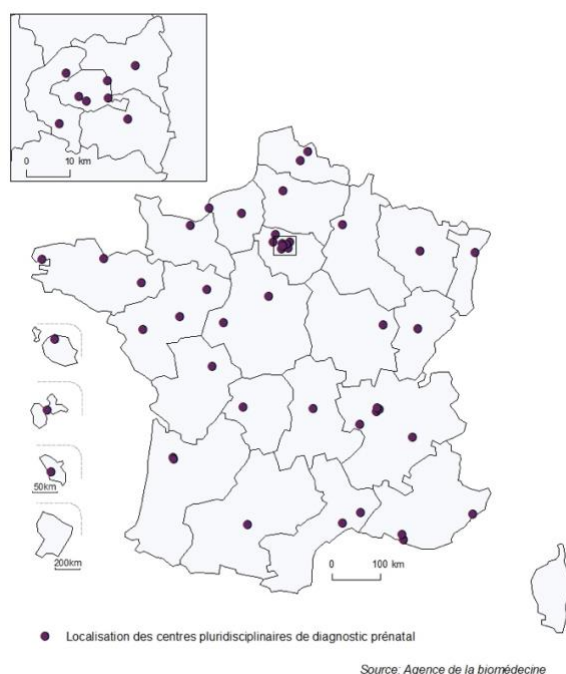 0 10 km
50km
200km
0 100 km
Localisation des centres pluridisciplinaires de diagnostic prénatal
Source: Agence de la biomédecine